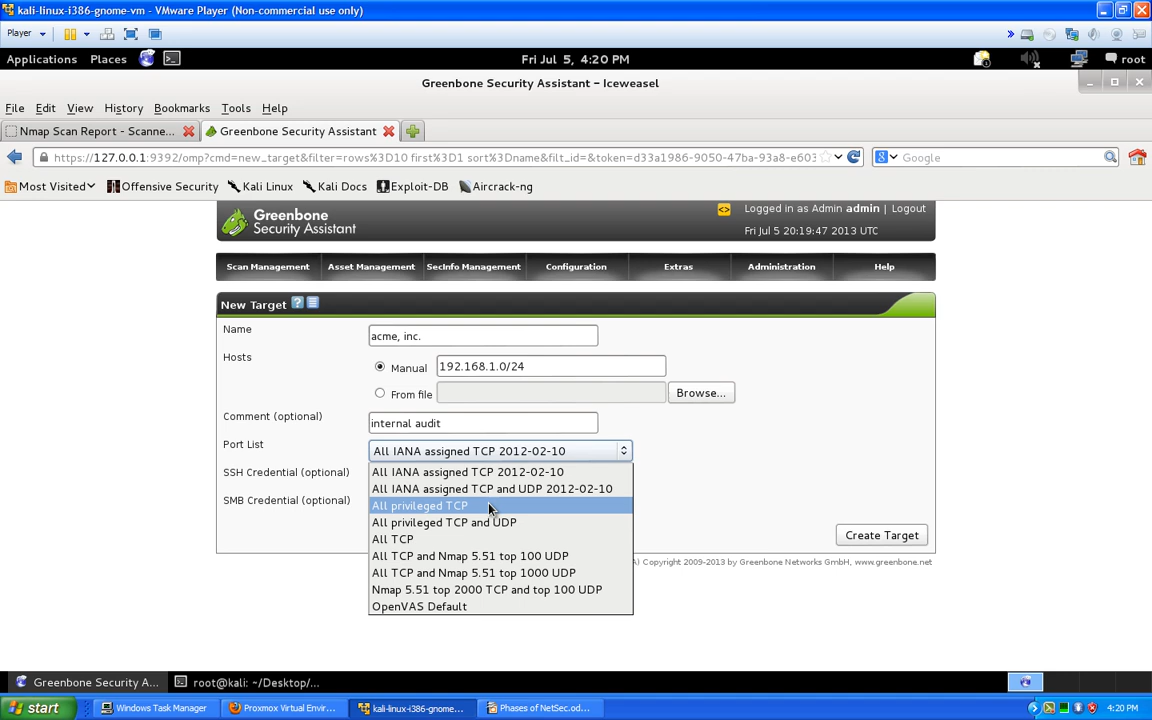 kali-linux-i386-gnome-vm - VMware Player (Non-commercial use only)
Player
Applications Places Fri Jul 5, 4:20 PM root
Greenbone Security Assistant - Iceweasel
File Edit View History Bookmarks Tools Help
Nmap Scan Report - Scanne... Greenbone Security Assistant
https://127.0.0.1:9392/omp?cmd=new_target&filter=rows%3D10 first%3D1 sort%3Dname&filt_id=&token=d33a1986-9050-47ba-93a8-e603 Google
Most Visited Offensive Security Kali Linux Kali Docs Exploit-DB Aircrack-ng
Greenbone
Security Assistant
Logged in as Admin admin | Logout
Fri Jul 5 20:19:47 2013 UTC
Scan Management Asset Management SecInfo Management Configuration Extras Administration Help
New Target ?
Name acme, inc.
Hosts Manual 192.168.1.0/24
From file Browse...
Comment (optional) internal audit
Port List All IANA assigned TCP 2012-02-10
SSH Credential (optional)
SMB Credential (optional)
All IANA assigned TCP 2012-02-10
All IANA assigned TCP and UDP 2012-02-10
All privileged TCP
All privileged TCP and UDP
All TCP
All TCP and Nmap 5.51 top 100 UDP
All TCP and Nmap 5.51 top 1000 UDP
Nmap 5.51 top 2000 TCP and top 100 UDP
OpenVAS Default
Create Target
Copyright 2009-2013 by Greenbone Networks GmbH, www.greenbone.net
Greenbone Security A... root@kali: ~/Desktop/...
start Windows Task Manager Proxmox Virtual Envir... kali-linux-i386-gnome... Phases of NetSec.od... 4:20 PM